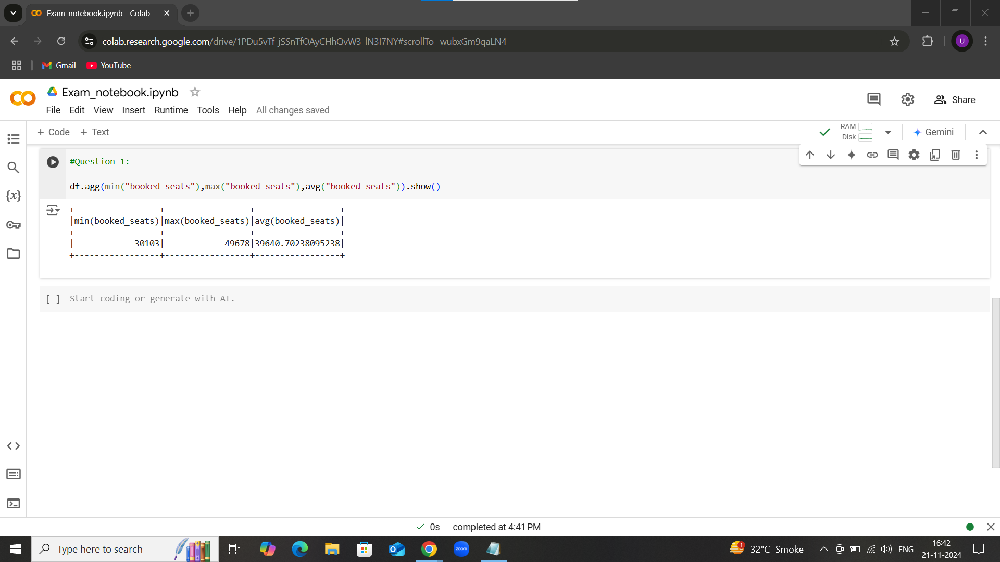 Exam_notebook.ipynb - Colab
colab.research.google.com/drive/1PDu5vTf_jSSnTfOAyCHhQvW3_lN3I7NY#scrollTo=wubxGm9qaLN4
U
Gmail
YouTube
Exam_notebook.ipynb
File Edit View Insert Runtime Tools Help All changes saved
Share
+ Code + Text
RAM
Disk
Gemini
#Question 1:
df.agg(min("booked_seats"),max("booked_seats"),avg("booked_seats")).show()
{x}
+-----------------+-----------------+-----------------+
|min(booked_seats)|max(booked_seats)|avg(booked_seats)|
+-----------------+-----------------+-----------------+
|            30103|            49678|39640.70238095238|
+-----------------+-----------------+-----------------+
[ ] Start coding or generate with AI.
0s completed at 4:41 PM
Type here to search
zoom
1
32°C Smoke
ENG
16:42
21-11-2024